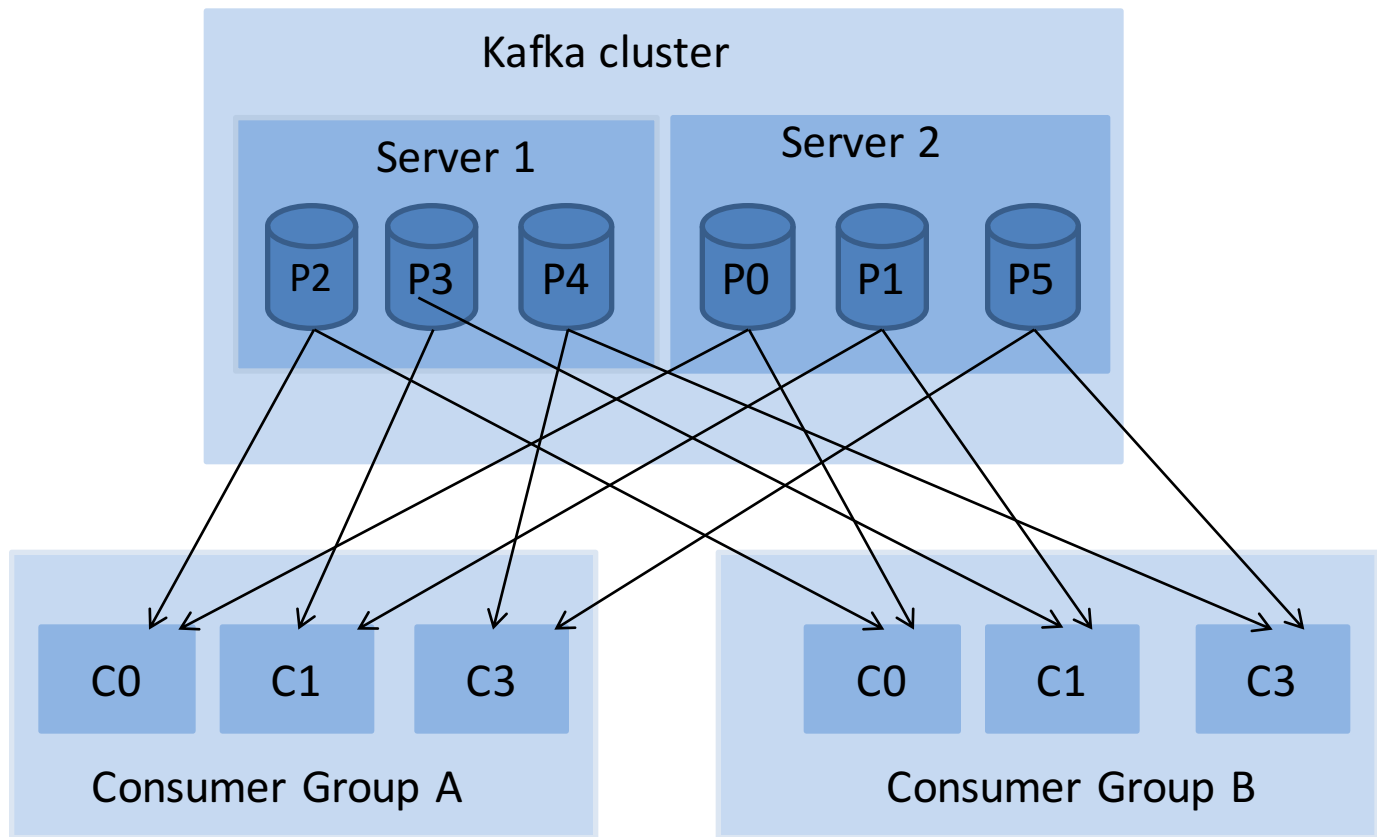 Kafka cluster
Server 1
Server 2
P2
P3
P4
P0
P1
P5
C0
C1
C3
C0
C1
C3
Consumer Group A
Consumer Group B